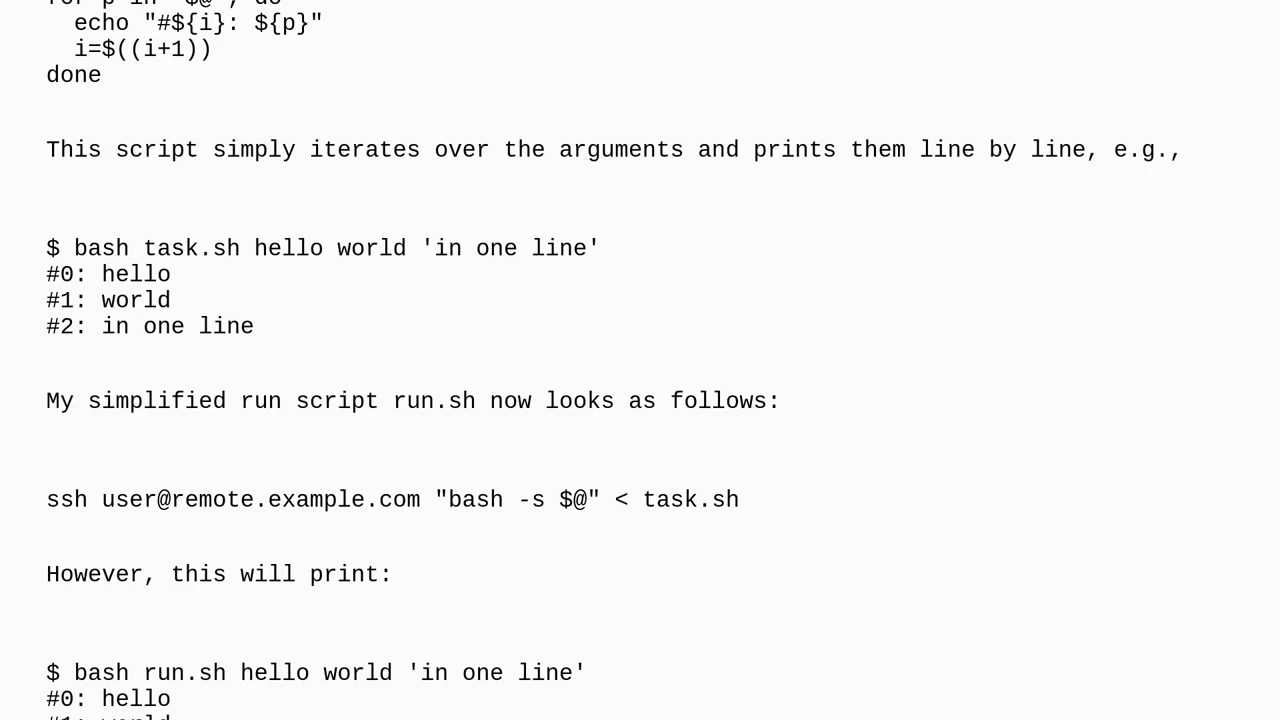 echo "#${i}: ${p}"
i=$((i+1))
done
This script simply iterates over the arguments and prints them line by line, e.g.,
$ bash task.sh hello world 'in one line'
#0: hello
#1: world
#2: in one line
My simplified run script run.sh now looks as follows:
ssh user@remote.example.com "bash -s $@" < task.sh
However, this will print:
$ bash run.sh hello world 'in one line'
#0: hello